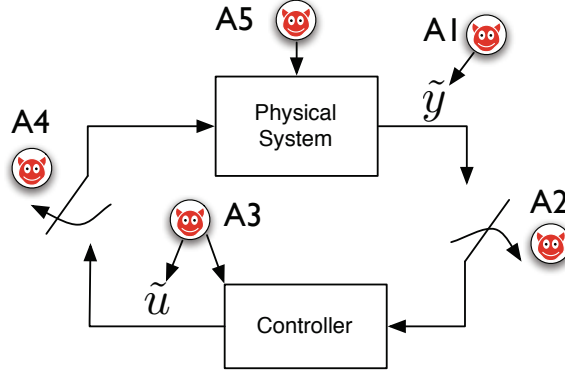 A5
A1
Physical
System
ỹ
A4
A2
A3
ũ
Controller